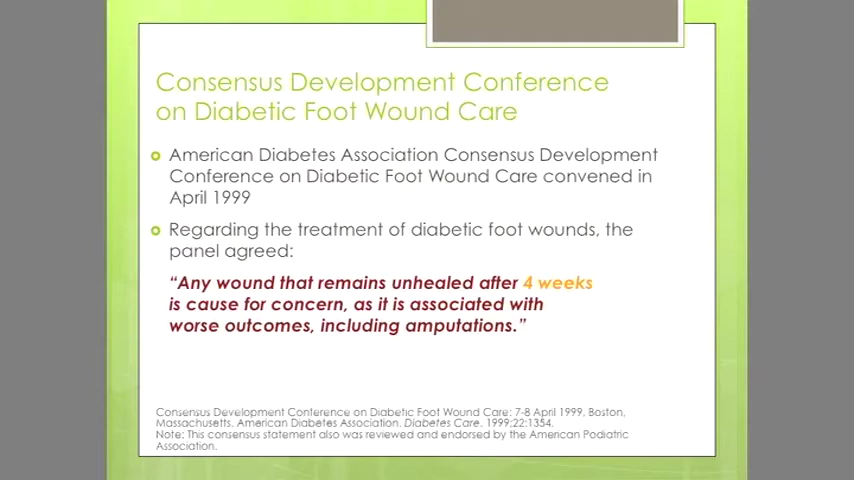 Consensus Development Conference
on Diabetic Foot Wound Care
American Diabetes Association Consensus Development
Conference on Diabetic Foot Wound Care convened in
April 1999
Regarding the treatment of diabetic foot wounds, the
panel agreed:
“Any wound that remains unhealed after 4 weeks
is cause for concern, as it is associated with
worse outcomes, including amputations.”
Consensus Development Conference on Diabetic Foot Wound Care: 7-8 April 1999, Boston,
Massachusetts. American Diabetes Association. Diabetes Care. 1999;22:1354.
Note: This consensus statement also was reviewed and endorsed by the American Podiatric
Association.